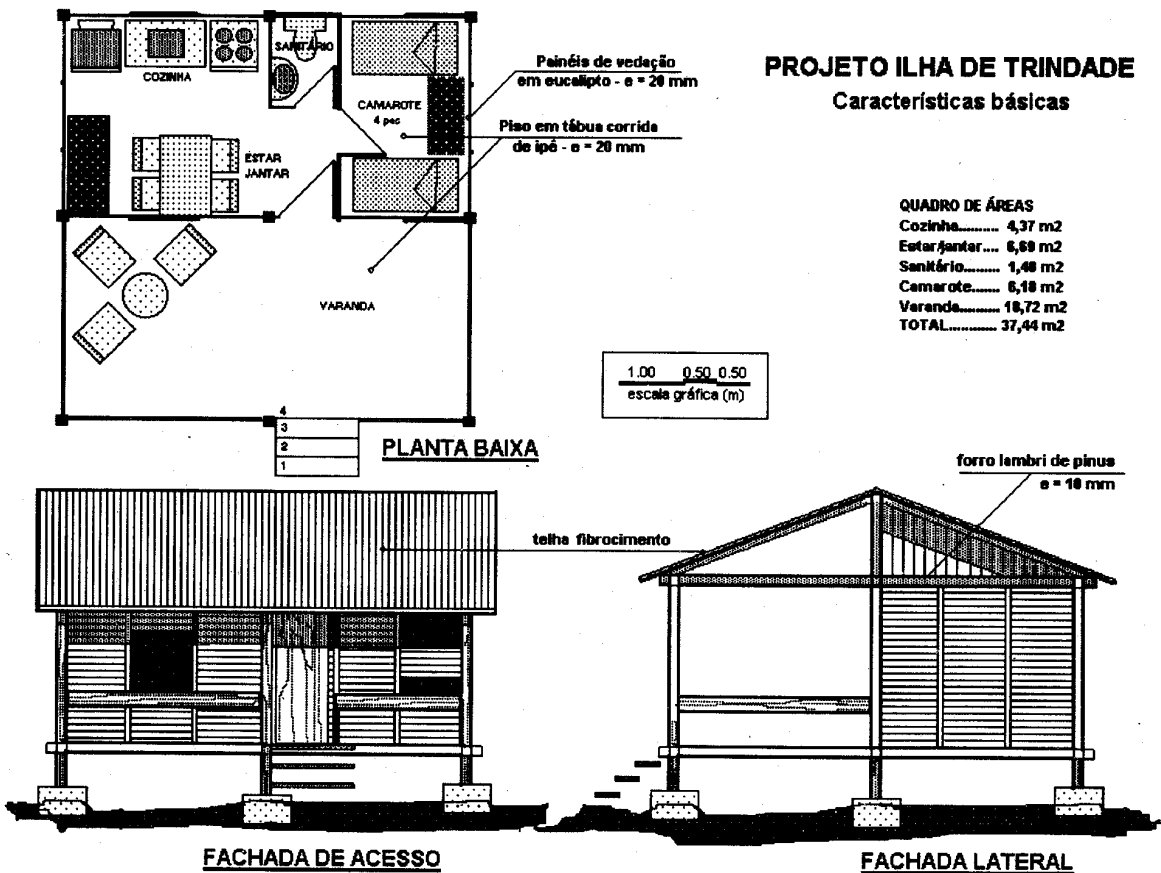 PROJETO ILHA DE TRINDADE
Características básicas
SANITÁRIO
COZINHA
CAMAROTE
4 pes
ESTAR
JANTAR
VARANDA
Painéis de vedação
em eucalipto - e = 20 mm
Piso em tábua corrida
de ipê - e = 20 mm
QUADRO DE ÁREAS
Cozinha.......... 4,37 m2
Estar/jantar.... 6,69 m2
Sanitário......... 1,48 m2
Camarote....... 6,18 m2
Varanda.......... 18,72 m2
TOTAL............ 37,44 m2
1.00 0.50 0.50
escala gráfica (m)
4
3
2
1
PLANTA BAIXA
forro lambri de pinus
e = 10 mm
telha fibrocimento
FACHADA DE ACESSO
FACHADA LATERAL